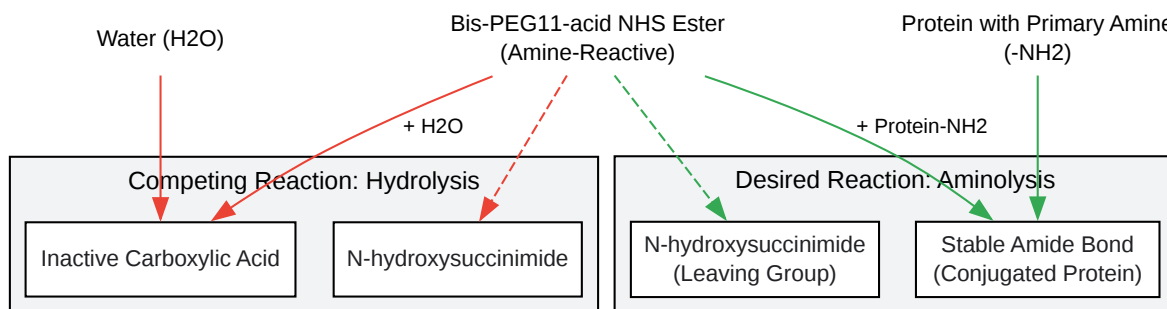 Water (H2O)
Bis-PEG11-acid NHS Ester
(Amine-Reactive)
Protein with Primary Amine
(-NH2)
+ H2O
+ Protein-NH2
Competing Reaction: Hydrolysis
Desired Reaction: Aminolysis
Inactive Carboxylic Acid
N-hydroxysuccinimide
N-hydroxysuccinimide
(Leaving Group)
Stable Amide Bond
(Conjugated Protein)